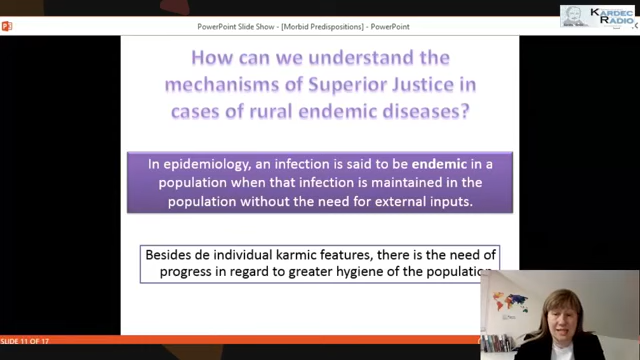 PowerPoint Slide Show - [Morbid Predispositions] - PowerPoint
KARDEC
RADIO
How can we understand the
mechanisms of Superior Justice in
cases of rural endemic diseases?
In epidemiology, an infection is said to be endemic in a
population when that infection is maintained in the
population without the need for external inputs.
Besides de individual karmic features, there is the need of
progress in regard to greater hygiene of the population
SLIDE 11 OF 17